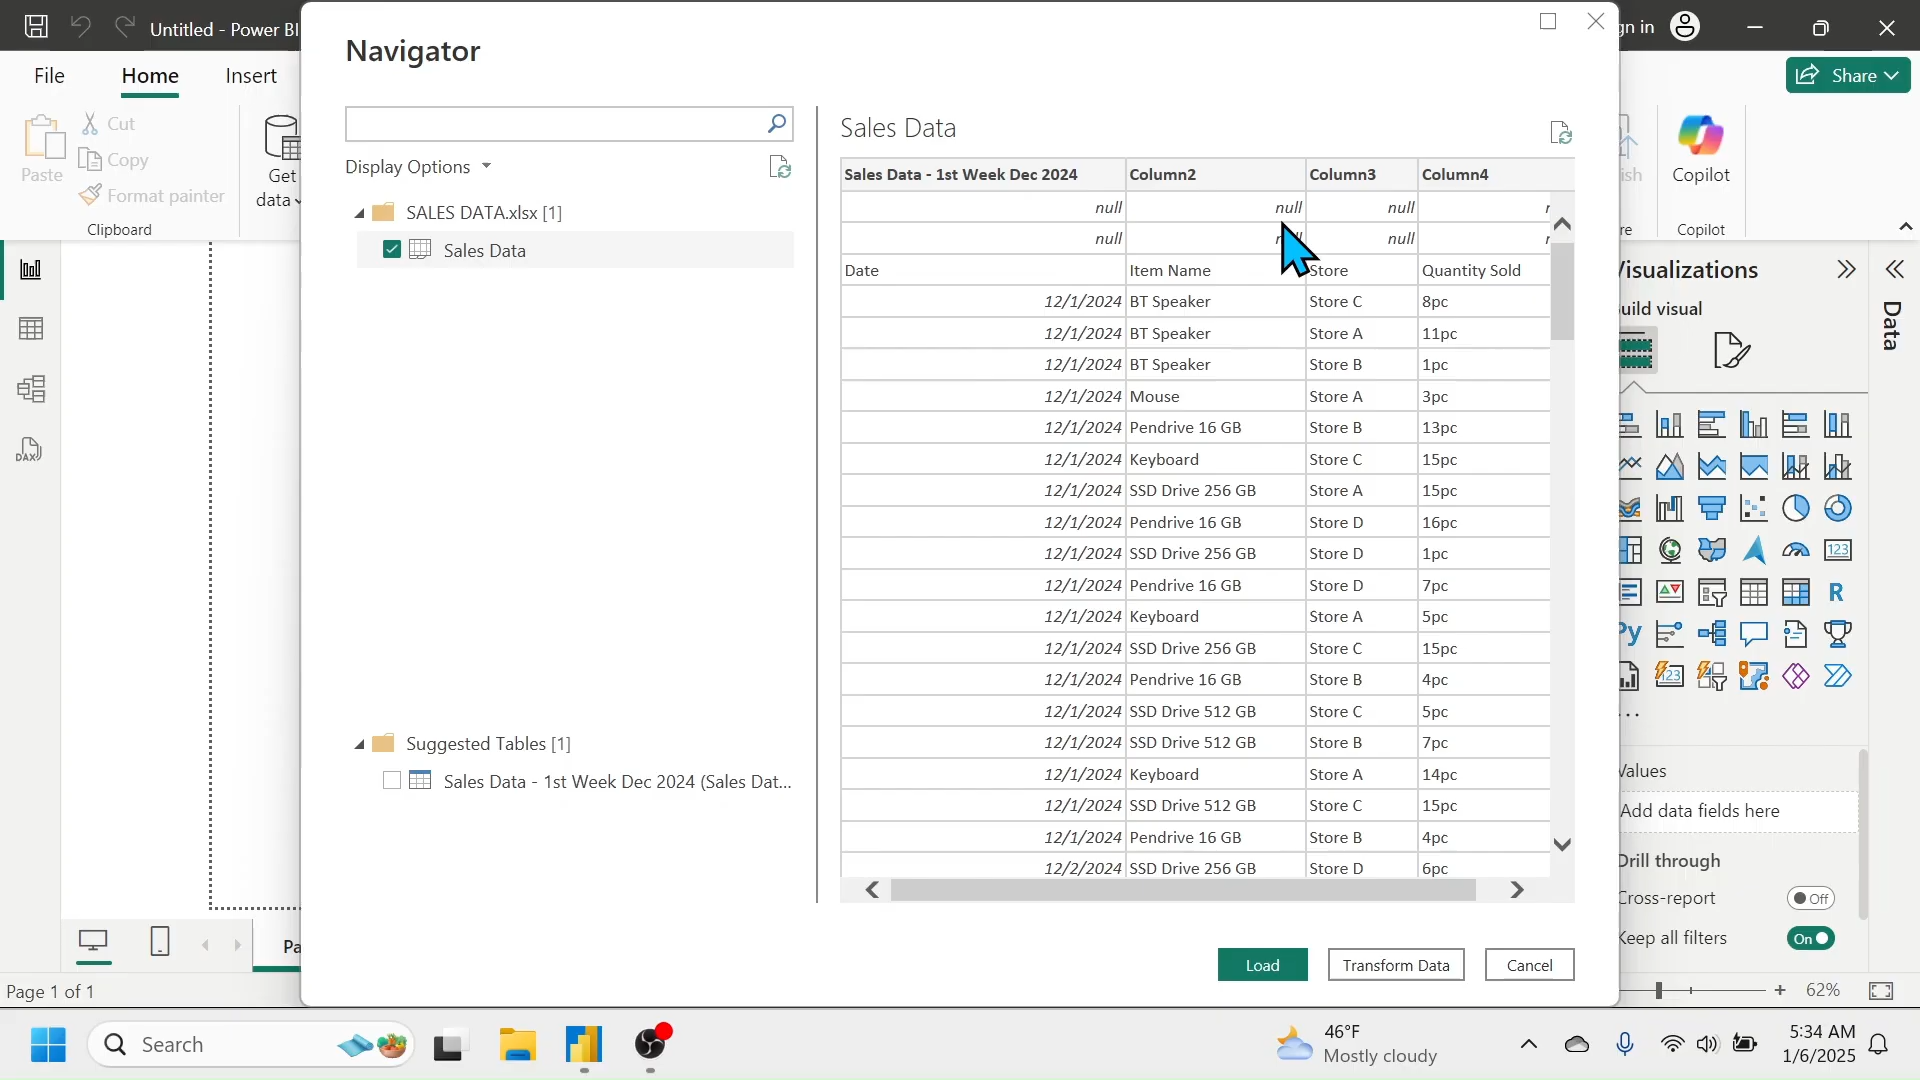 Untitled - Power BI
gn in
File
Home
Insert
Share
Paste
Cut
Copy
Format painter
Clipboard
Get
data
Copilot
Copilot
Navigator
Display Options
SALES DATA.xlsx [1]
Sales Data
Suggested Tables [1]
Sales Data - 1st Week Dec 2024 (Sales Dat...
Sales Data
Sales Data - 1st Week Dec 2024 Column2 Column3 Column4
null null null
null null null
Date Item Name Store Quantity Sold
12/1/2024 BT Speaker Store C 8pc
12/1/2024 BT Speaker Store A 11pc
12/1/2024 BT Speaker Store B 1pc
12/1/2024 Mouse Store A 3pc
12/1/2024 Pendrive 16 GB Store B 13pc
12/1/2024 Keyboard Store C 15pc
12/1/2024 SSD Drive 256 GB Store A 15pc
12/1/2024 Pendrive 16 GB Store D 16pc
12/1/2024 SSD Drive 256 GB Store D 1pc
12/1/2024 Pendrive 16 GB Store D 7pc
12/1/2024 Keyboard Store A 5pc
12/1/2024 SSD Drive 256 GB Store C 15pc
12/1/2024 Pendrive 16 GB Store B 4pc
12/1/2024 SSD Drive 512 GB Store C 5pc
12/1/2024 SSD Drive 512 GB Store B 7pc
12/1/2024 Keyboard Store A 14pc
12/1/2024 SSD Drive 512 GB Store C 15pc
12/1/2024 Pendrive 16 GB Store B 4pc
12/2/2024 SSD Drive 256 GB Store D 6pc
Load
Transform Data
Cancel
Visualizations
uild visual
123
R
Py
123
Values
Add data fields here
Drill through
Cross-report
Off
Keep all filters
On
Data
DAX
Pa
Page 1 of 1
62%
Search
46°F
Mostly cloudy
5:34 AM
1/6/2025